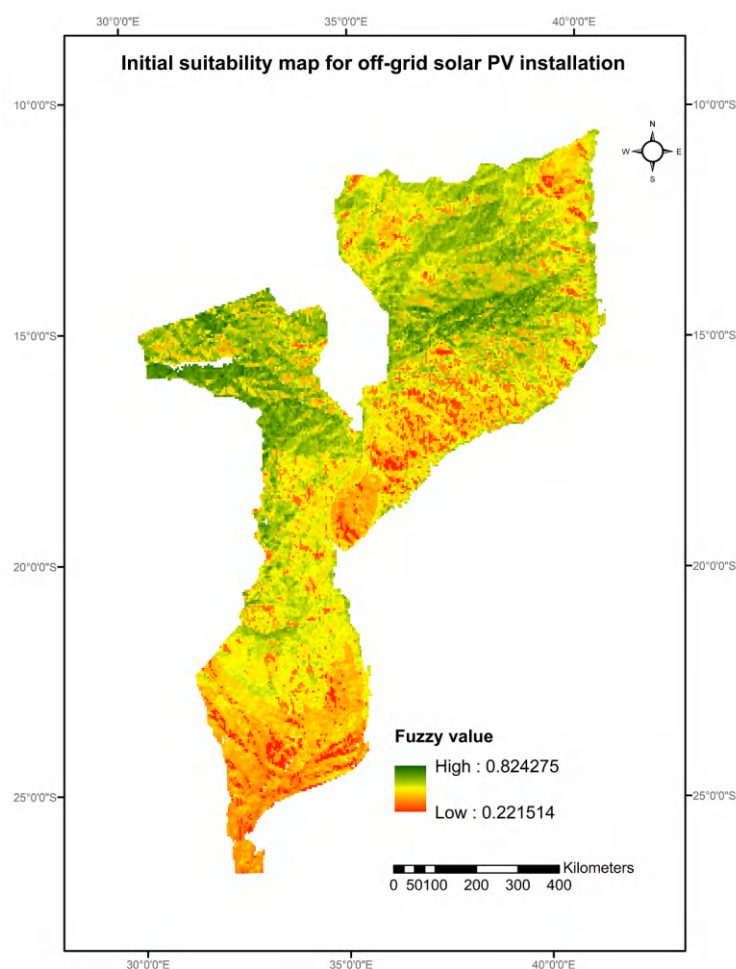 30°0'0"E 35°0'0"E 40°0'0"E
Initial suitability map for off-grid solar PV installation
10°0'0"S 10°0'0"S
N
W E
S
15°0'0"S 15°0'0"S
20°0'0"S 20°0'0"S
Fuzzy value
High : 0.824275
Low : 0.221514
25°0'0"S 25°0'0"S
Kilometers
0 50100 200 300 400
30°0'0"E 35°0'0"E 40°0'0"E